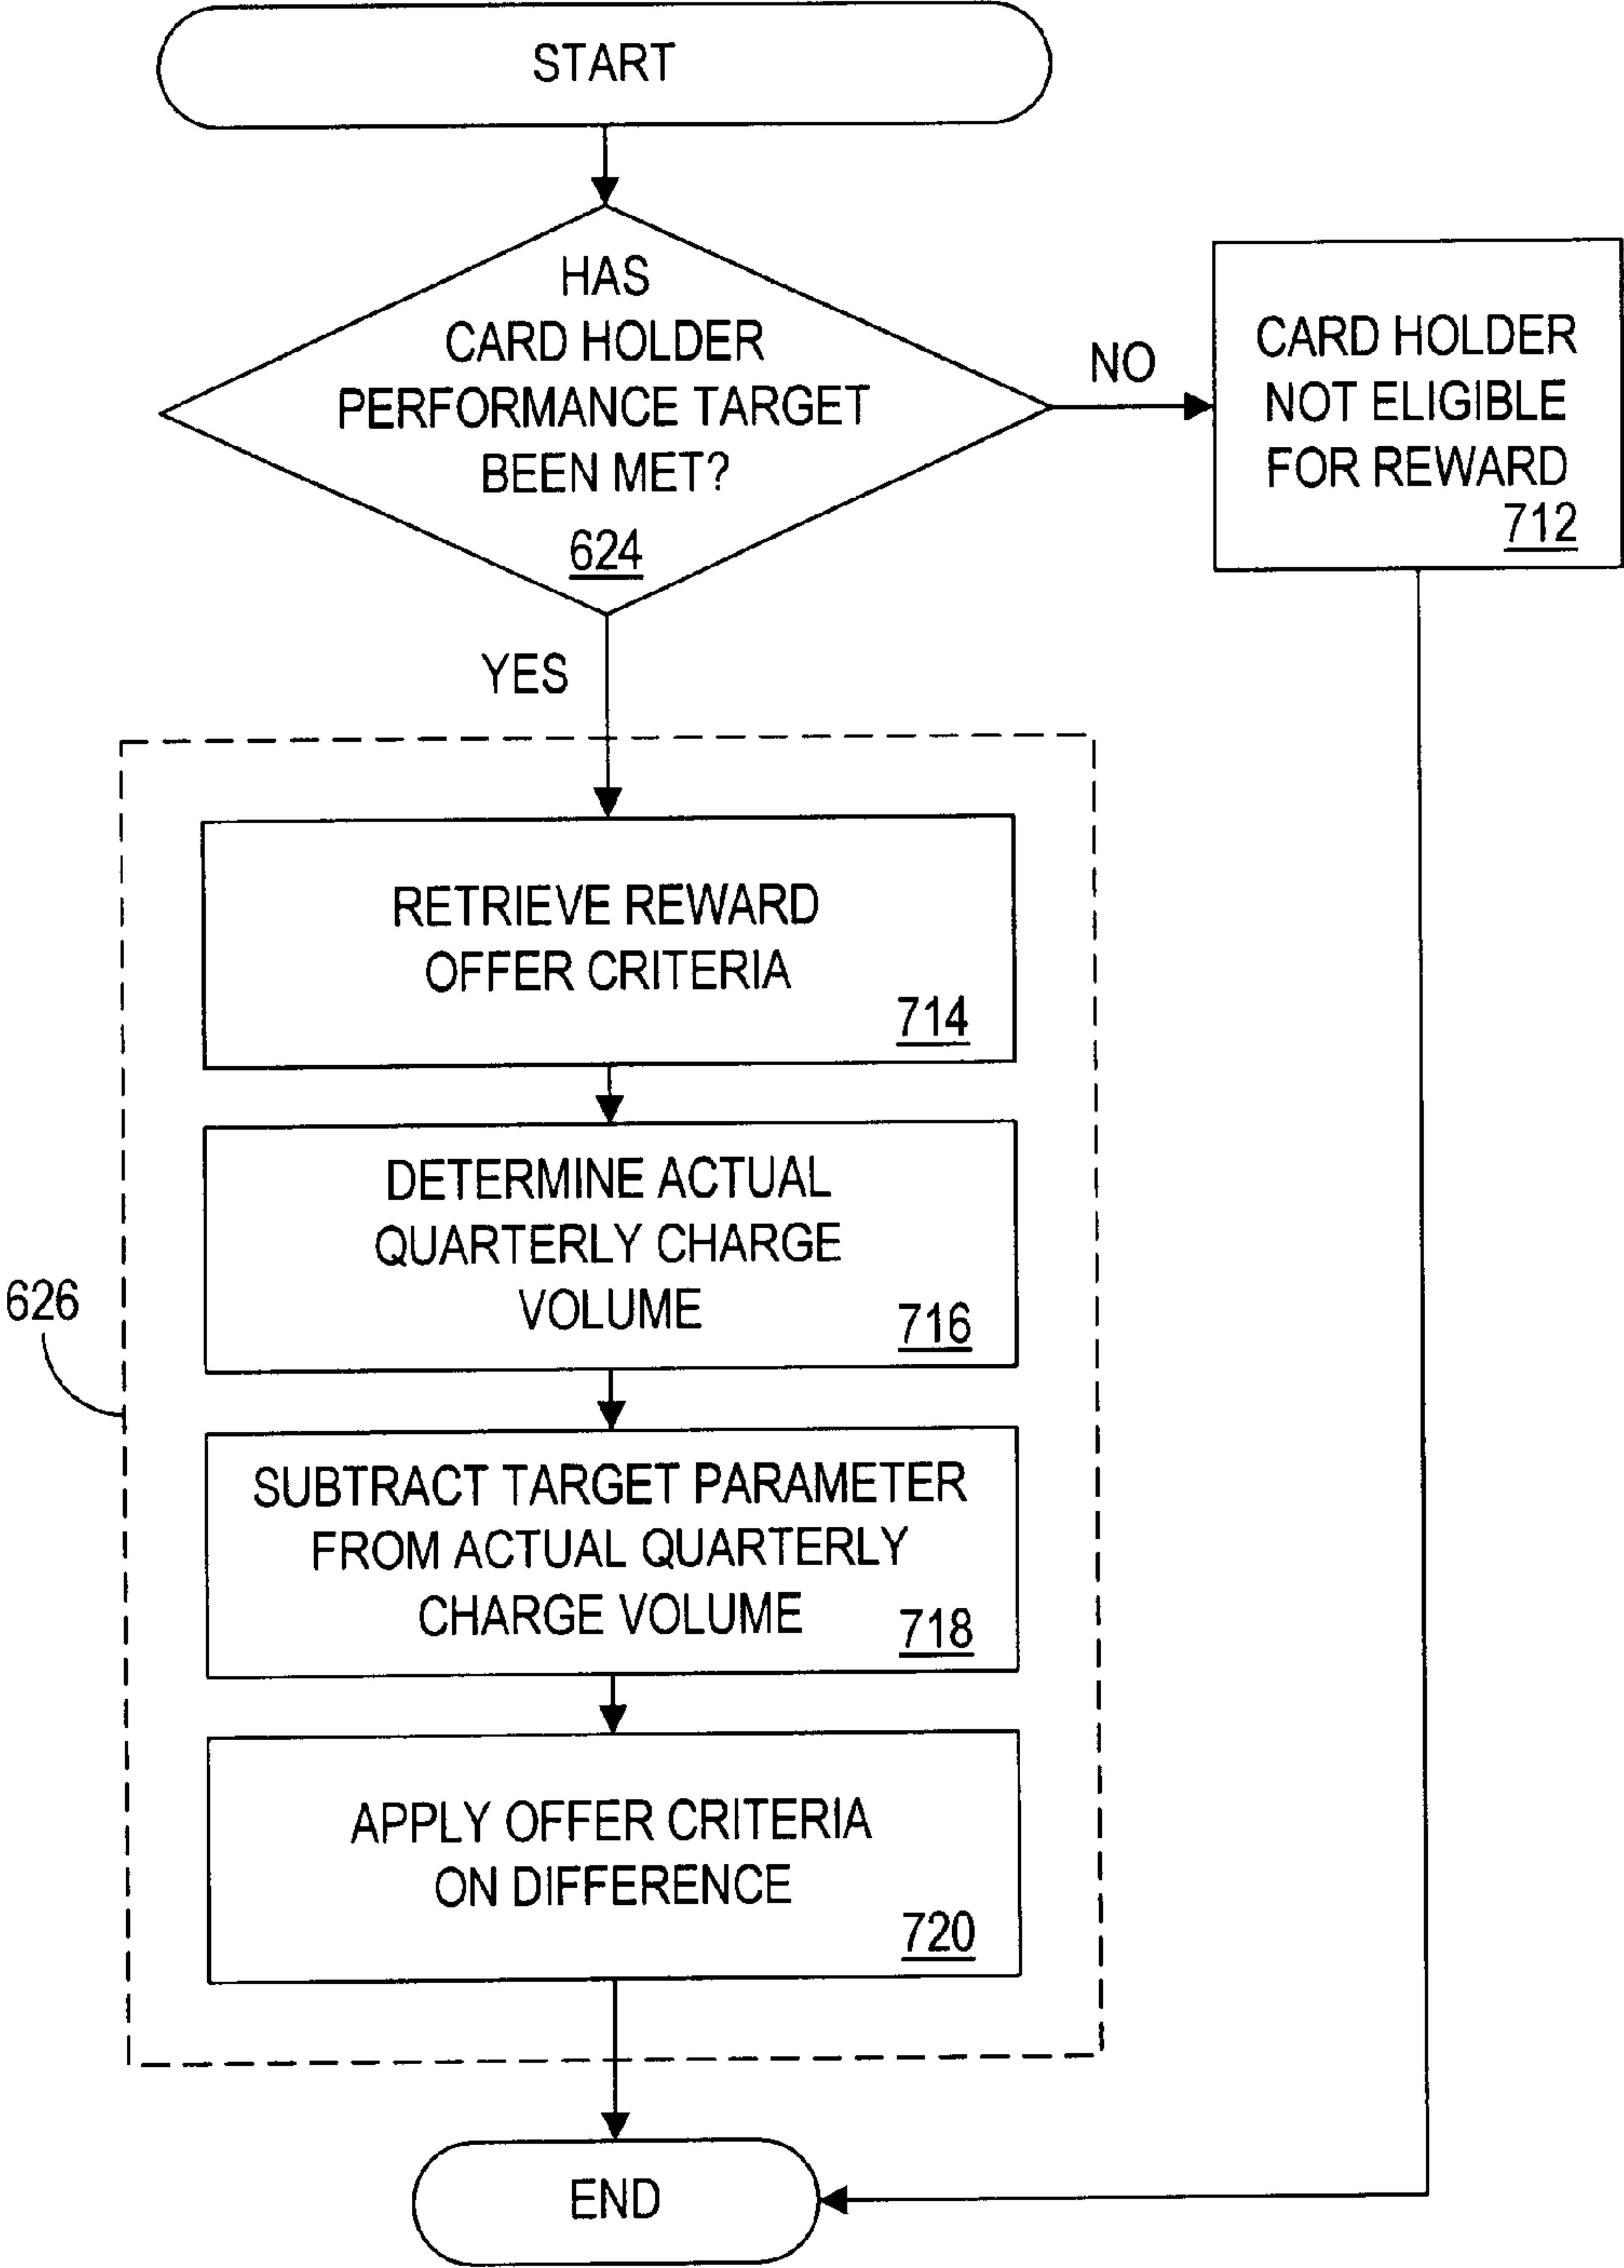 START
HAS
CARD HOLDER
PERFORMANCE TARGET
BEEN MET?
624
NO
CARD HOLDER
NOT ELIGIBLE
FOR REWARD
712
YES
RETRIEVE REWARD
OFFER CRITERIA
714
DETERMINE ACTUAL
QUARTERLY CHARGE
VOLUME
716
626
SUBTRACT TARGET PARAMETER
FROM ACTUAL QUARTERLY
CHARGE VOLUME
718
APPLY OFFER CRITERIA
ON DIFFERENCE
720
END